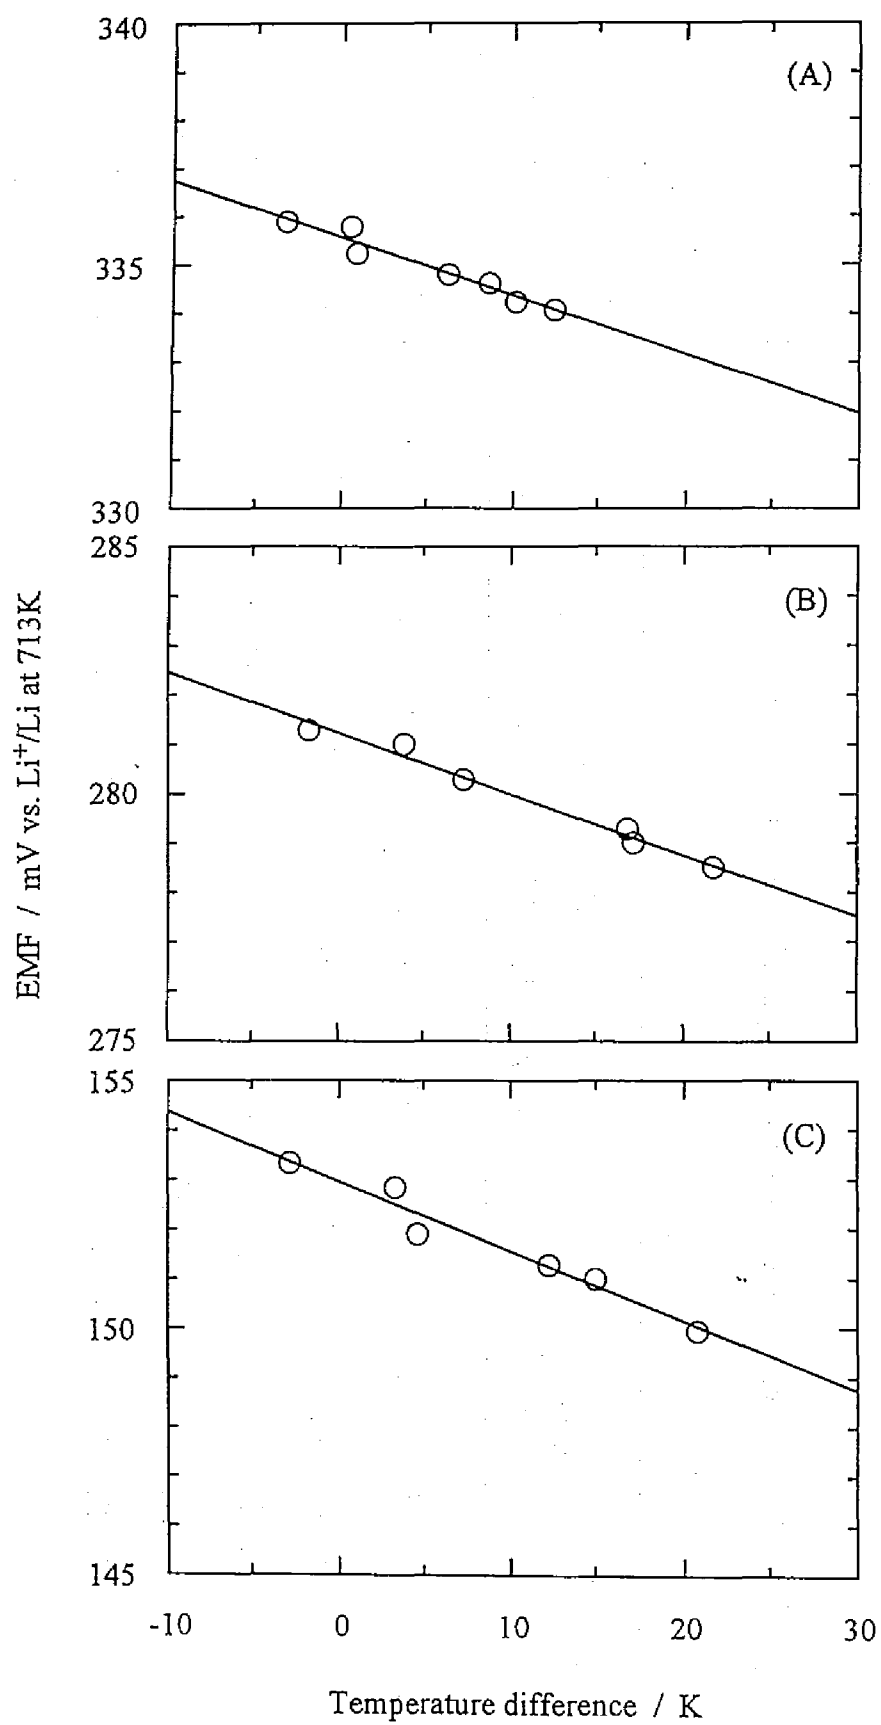 340
(A)
335
330
285
(B)
280
275
155
(C)
150
145
-10 0 10 20 30
Temperature difference / K
EMF / mV vs. Li⁺/Li at 713K